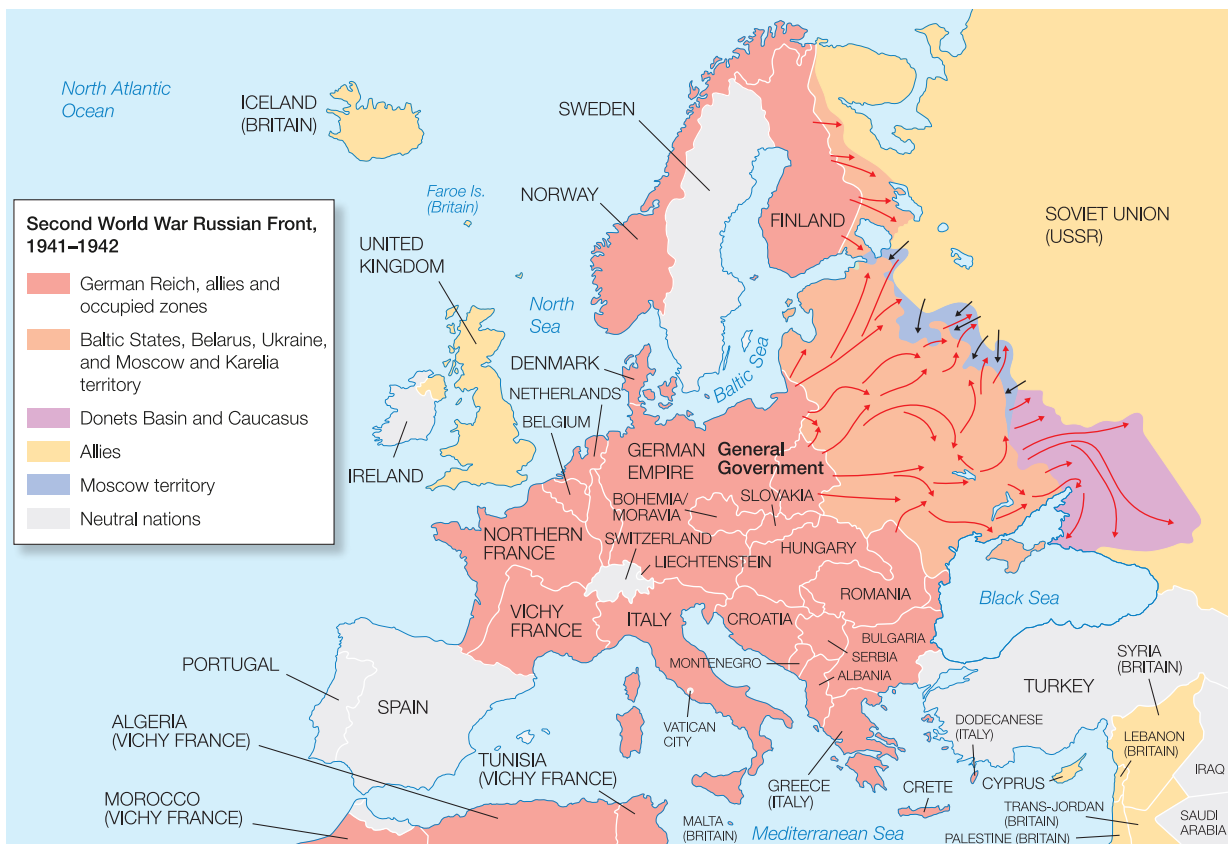 North Atlantic
Ocean
ICELAND
(BRITAIN)
SWEDEN
Faroe Is.
(Britain)
NORWAY
FINLAND
SOVIET UNION
(USSR)
Second World War Russian Front,
1941–1942
German Reich, allies and
occupied zones
Baltic States, Belarus, Ukraine,
and Moscow and Karelia
territory
Donets Basin and Caucasus
Allies
Moscow territory
Neutral nations
UNITED
KINGDOM
North
Sea
DENMARK
Baltic Sea
NETHERLANDS
BELGIUM
IRELAND
GERMAN
EMPIRE
General
Government
BOHEMIA/
MORAVIA
SLOVAKIA
NORTHERN
FRANCE
SWITZERLAND
HUNGARY
LIECHTENSTEIN
VICHY
FRANCE
ITALY
CROATIA
ROMANIA
Black Sea
BULGARIA
SERBIA
MONTENEGRO
ALBANIA
PORTUGAL
SPAIN
VATICAN
CITY
TURKEY
SYRIA
(BRITAIN)
ALGERIA
(VICHY FRANCE)
DODECANESE
(ITALY)
LEBANON
(BRITAIN)
TUNISIA
(VICHY FRANCE)
IRAQ
GREECE
(ITALY)
CRETE
CYPRUS
MOROCCO
(VICHY FRANCE)
MALTA
(BRITAIN)
Mediterranean Sea
TRANS-JORDAN
(BRITAIN)
PALESTINE (BRITAIN)
SAUDI
ARABIA